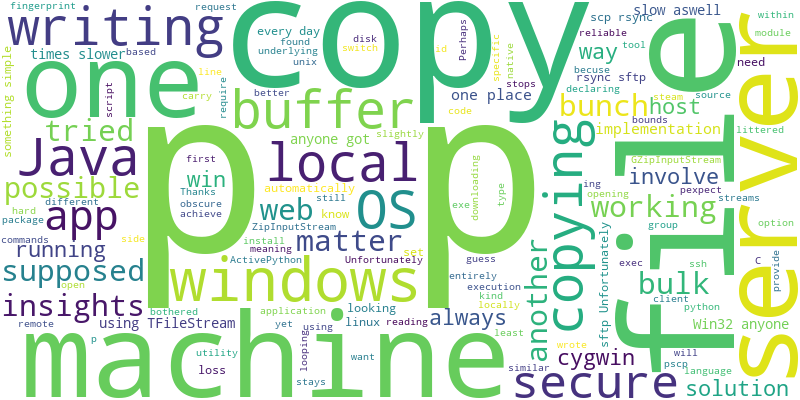 fingerprint
request
writing
copy
every day
underlying
found
disk
unix
switch
id
Perhaps
specific
native
slow aswell
scp rsync
reliable
within
module
tool
way
need
becuse
rsync sftp
declaring
source
something simple
times slower
based
line
script
carry
require
better
one
buffer
one place
code
bunch
host
steam
implementation
littered
bounds
tried
anyone got
stops
slightly
p p
file
server
Java
local
possible
first
win
Thanks
obscure
achieve
automatically
still
know
downloading
type
exe
copying
GZipInputStream
involve
pexpect
streams
different
hard
package
app
web
OS
ZipInputStream
install
meaning
set
working
ing
opening
option
group
commands
side
running
matter
ActivePython
Unfortunately
guess
entirely
execution
kind
locally
another
sftp Unfortunately
exec
ssh
C
provide
supposed
open
windows
application
looking
bulk
client
will
python
insights
bothered
using TFileStream
remote
linux
yet
using
reading
always
least
wrote
Win32
anyone
machine
utility
loss
looping
want
stays
p
similar
cygwin
secure
pscp
language
solution